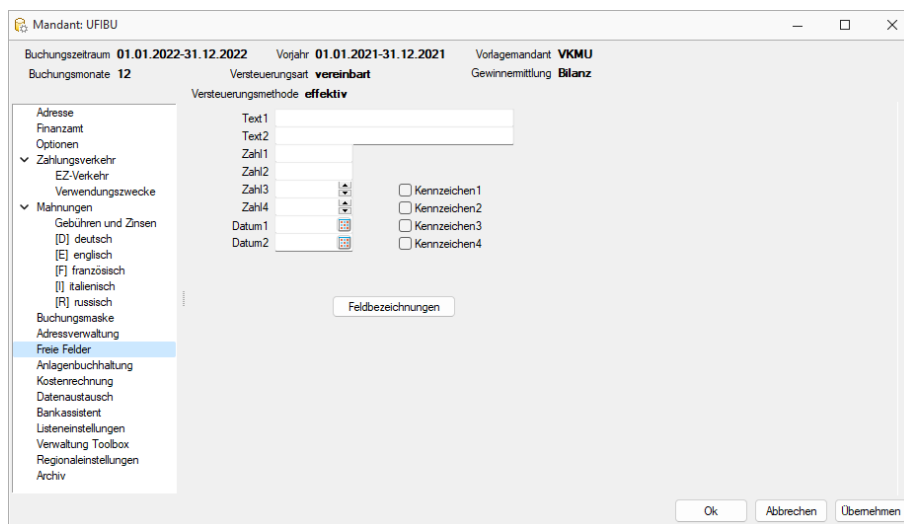 Mandant: UFIBU
Buchungszeitraum 01.01.2022-31.12.2022 Vorjahr 01.01.2021-31.12.2021 Vorlagemandant VKMU
Buchungsmonate 12 Versteuerungsart vereinbart Gewinnermittlung Bilanz
Versteuerungsmethode effektiv
Adresse
Finanzamt
Optionen
Zahlungsverkehr
EZ-Verkehr
Verwendungszwecke
Mahnungen
Gebühren und Zinsen
[D] deutsch
[E] englisch
[F] französisch
[I] italienisch
[R] russisch
Buchungsmaske
Adressverwaltung
Freie Felder
Anlagenbuchhaltung
Kostenrechnung
Datenaustausch
Bankassistent
Listeneinstellungen
Verwaltung Toolbox
Regionaleinstellungen
Archiv
Text1
Text2
Zahl1
Zahl2
Zahl3 Kennzeichen1
Zahl4 Kennzeichen2
Datum1 Kennzeichen3
Datum2 Kennzeichen4
Feldbezeichnungen
Ok Abbrechen Übernehmen